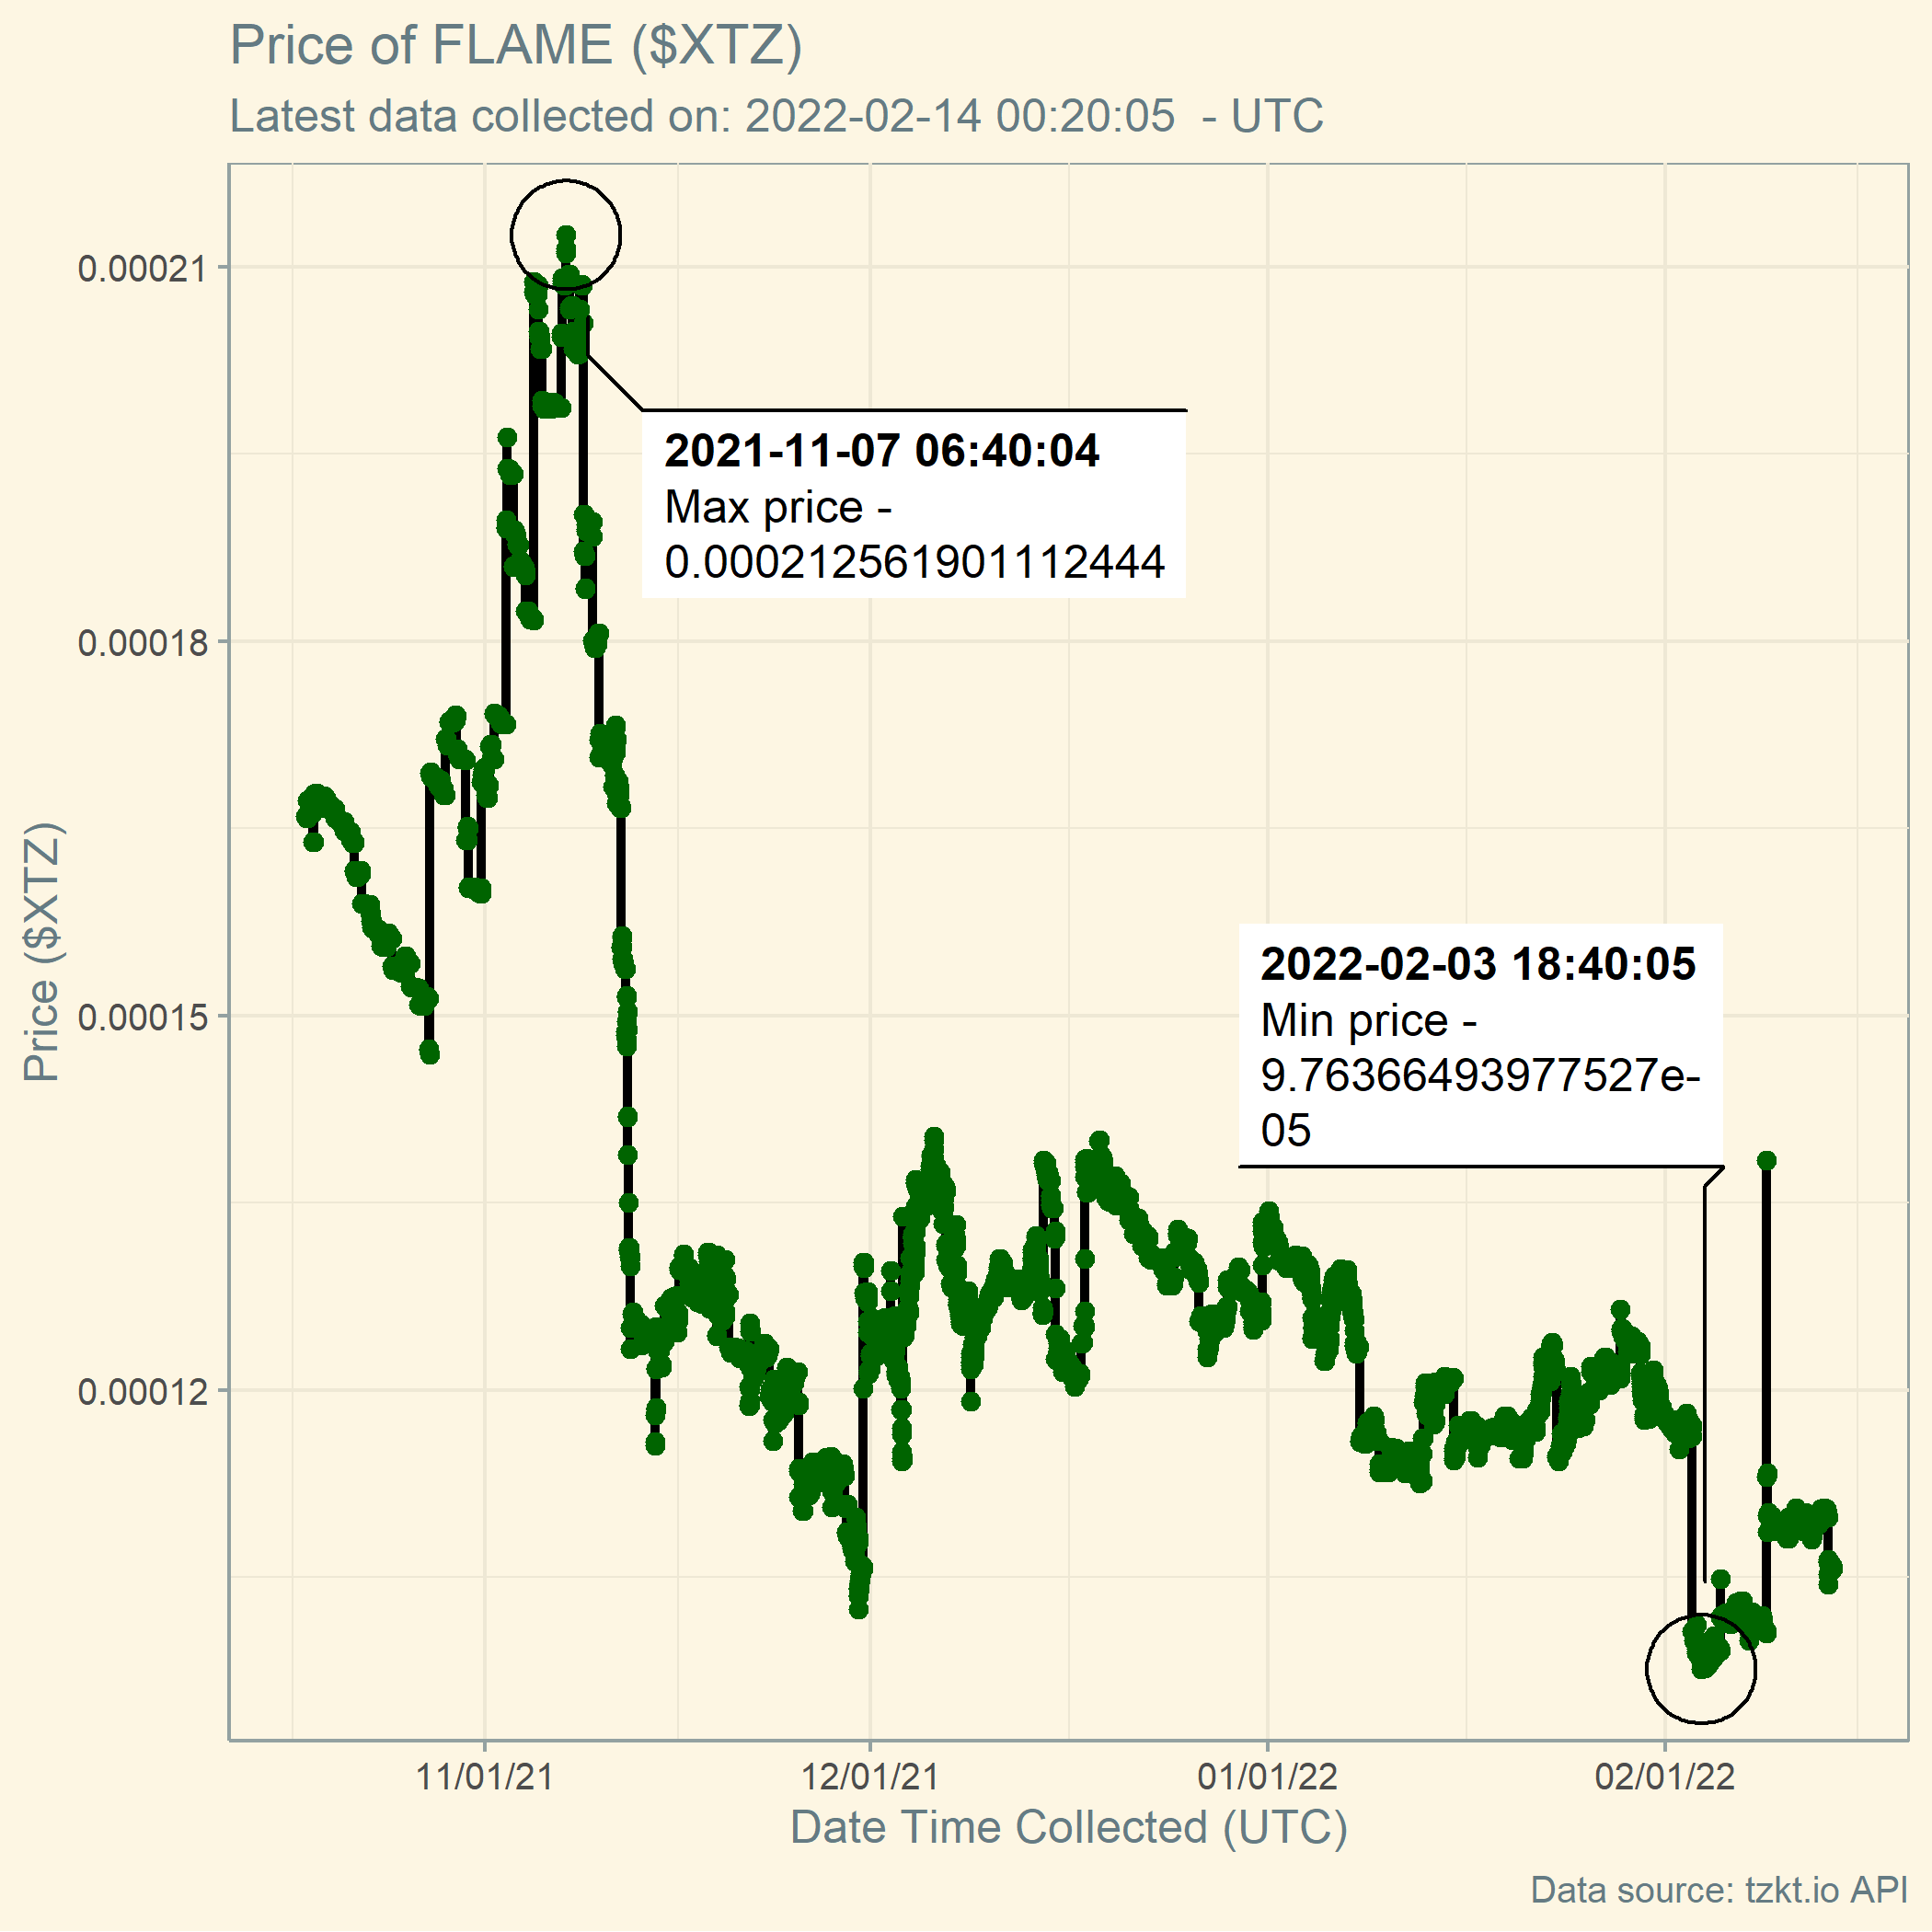 Price of FLAME ($XTZ)
Latest data collected on: 2022-02-14 00:20:05  - UTC
0.00021
0.00018
0.00015
0.00012
Price ($XTZ)
2021-11-07 06:40:04
Max price -
0.000212561901112444
2022-02-03 18:40:05
Min price -
9.76366493977527e-
05
11/01/21
12/01/21
01/01/22
02/01/22
Date Time Collected (UTC)
Data source: tzkt.io API